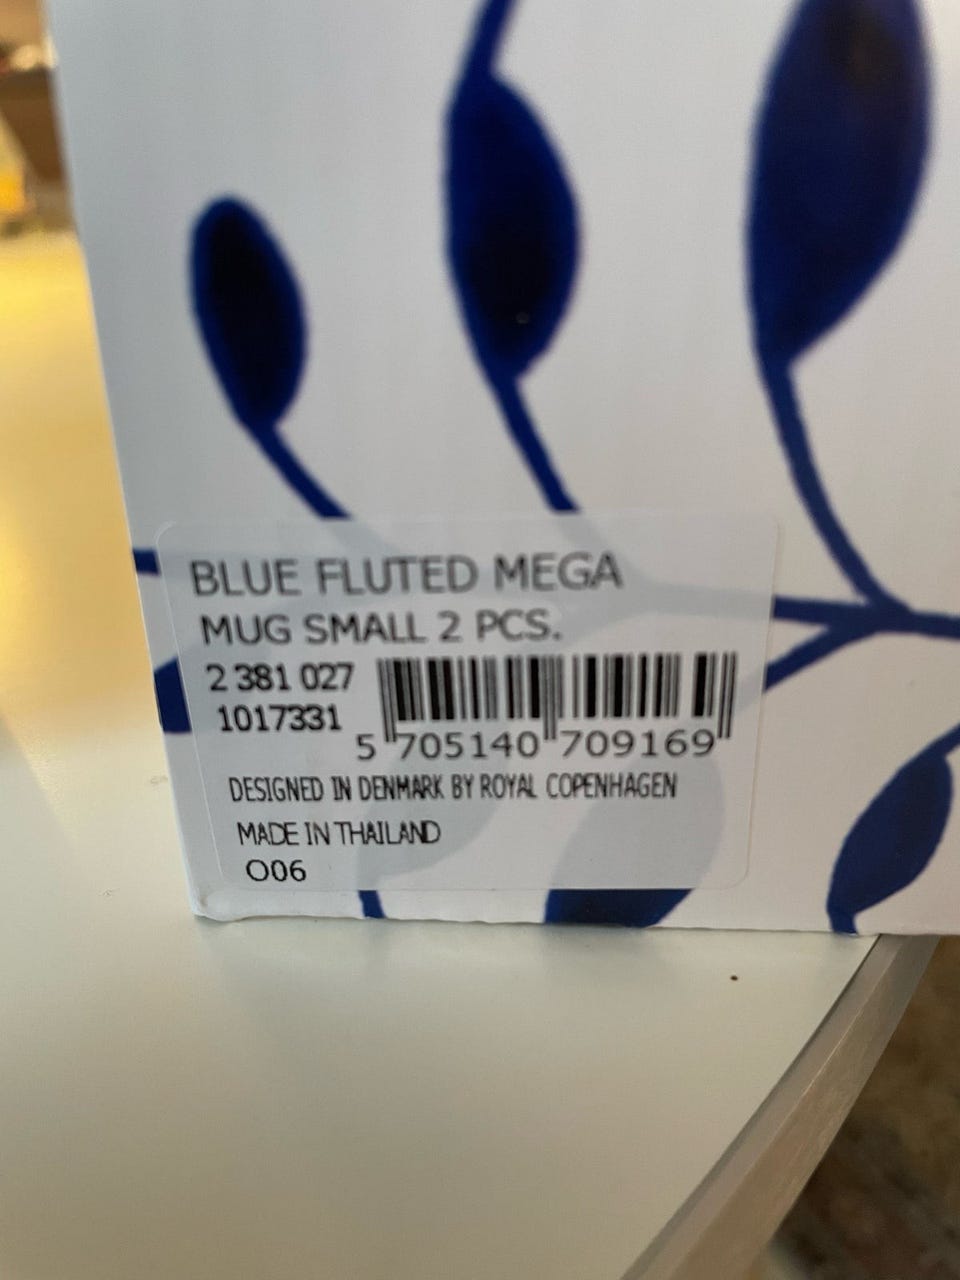 BLUE FLUTED MEGA
MUG SMALL 2 PCS.
2 381 027
1017331
5 705140 709169
DESIGNED IN DENMARK BY ROYAL COPENHAGEN
MADE IN THAILAND
O06